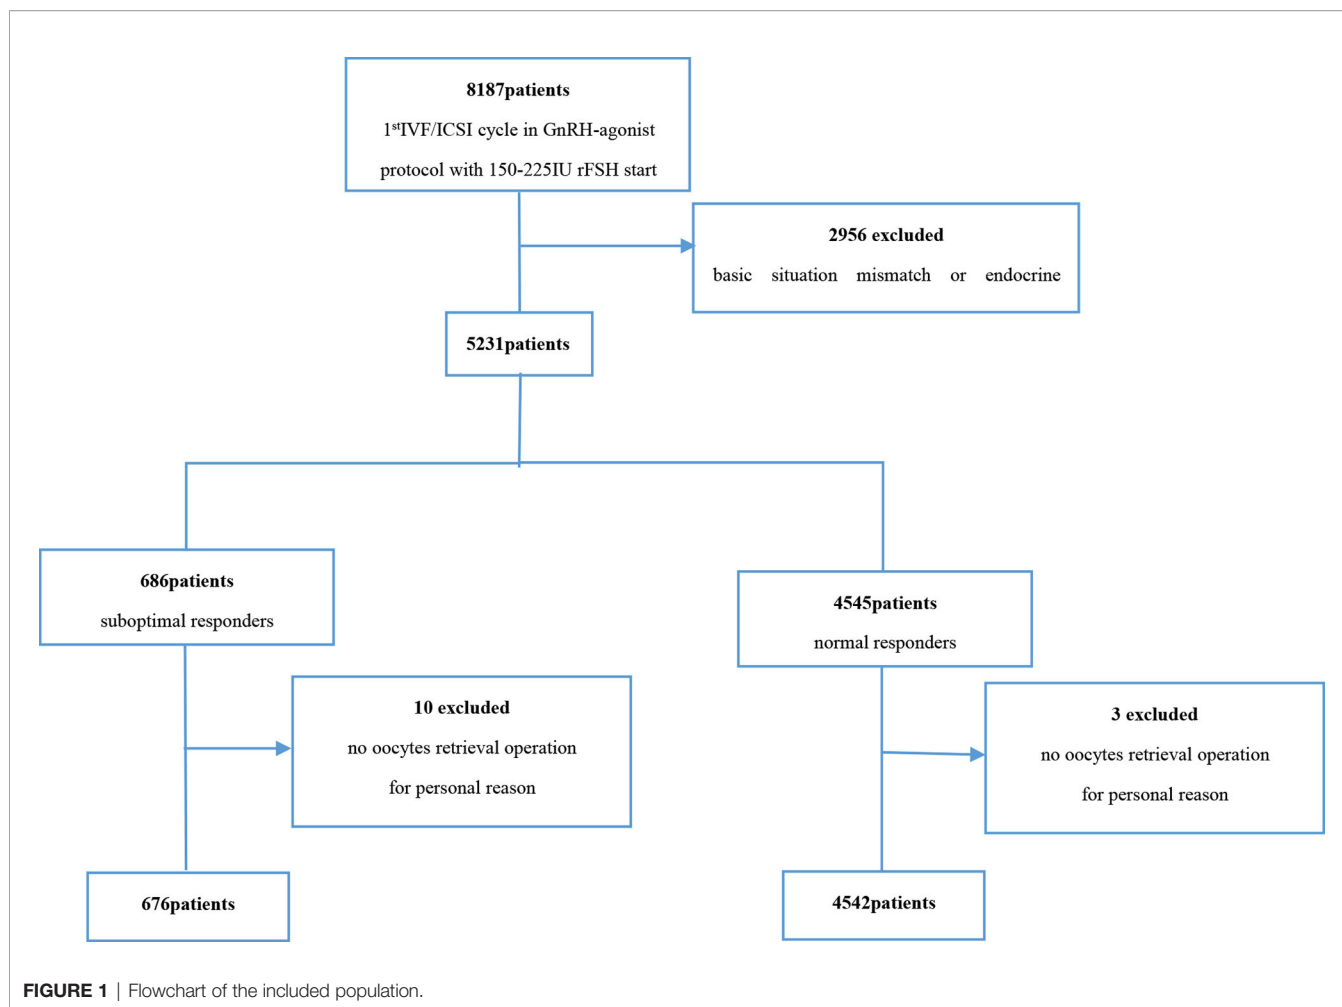 8187patients
1stIVF/ICSI cycle in GnRH-agonist
protocol with 150-225IU rFSH start
2956 excluded
basic situation mismatch or endocrine
5231patients
686patients
suboptimal responders
4545patients
normal responders
10 excluded
no oocytes retrieval operation
for personal reason
3 excluded
no oocytes retrieval operation
for personal reason
676patients
4542patients
FIGURE 1 | Flowchart of the included population.